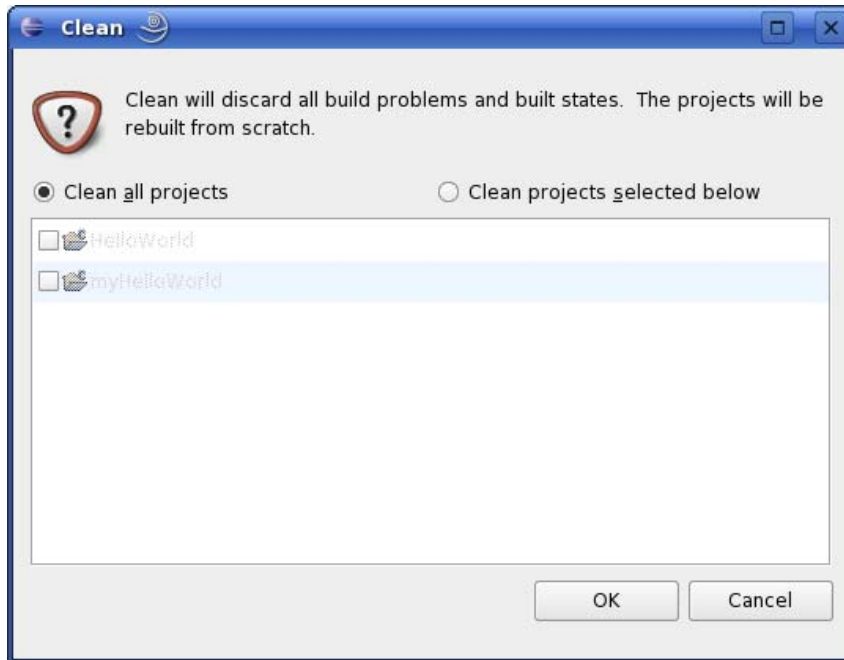 Clean
Clean will discard all build problems and built states.  The projects will be
rebuilt from scratch.
Clean all projects
Clean projects selected below
HelloWorld
myHelloWorld
OK
Cancel